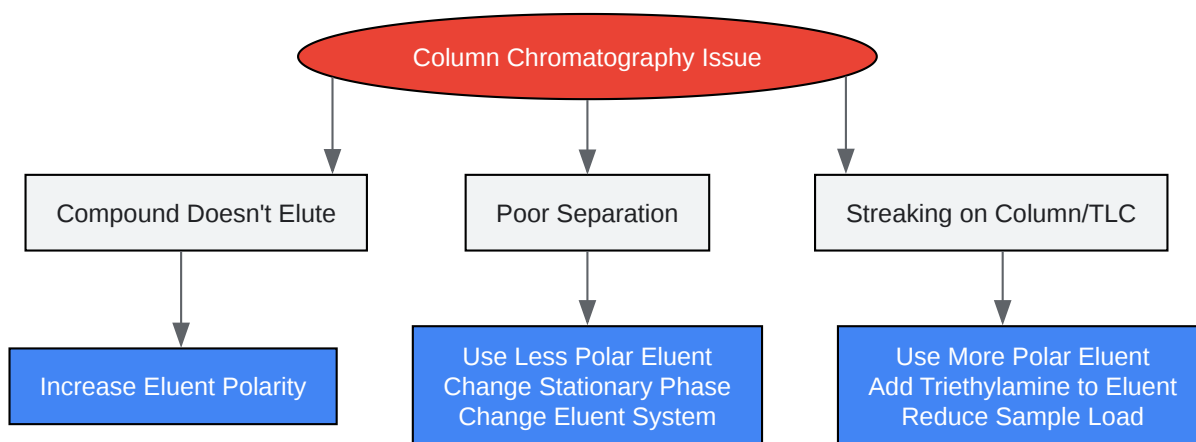 Column Chromatography Issue
Compound Doesn't Elute
Poor Separation
Streaking on Column/TLC
Increase Eluent Polarity
Use Less Polar Eluent
Change Stationary Phase
Change Eluent System
Use More Polar Eluent
Add Triethylamine to Eluent
Reduce Sample Load